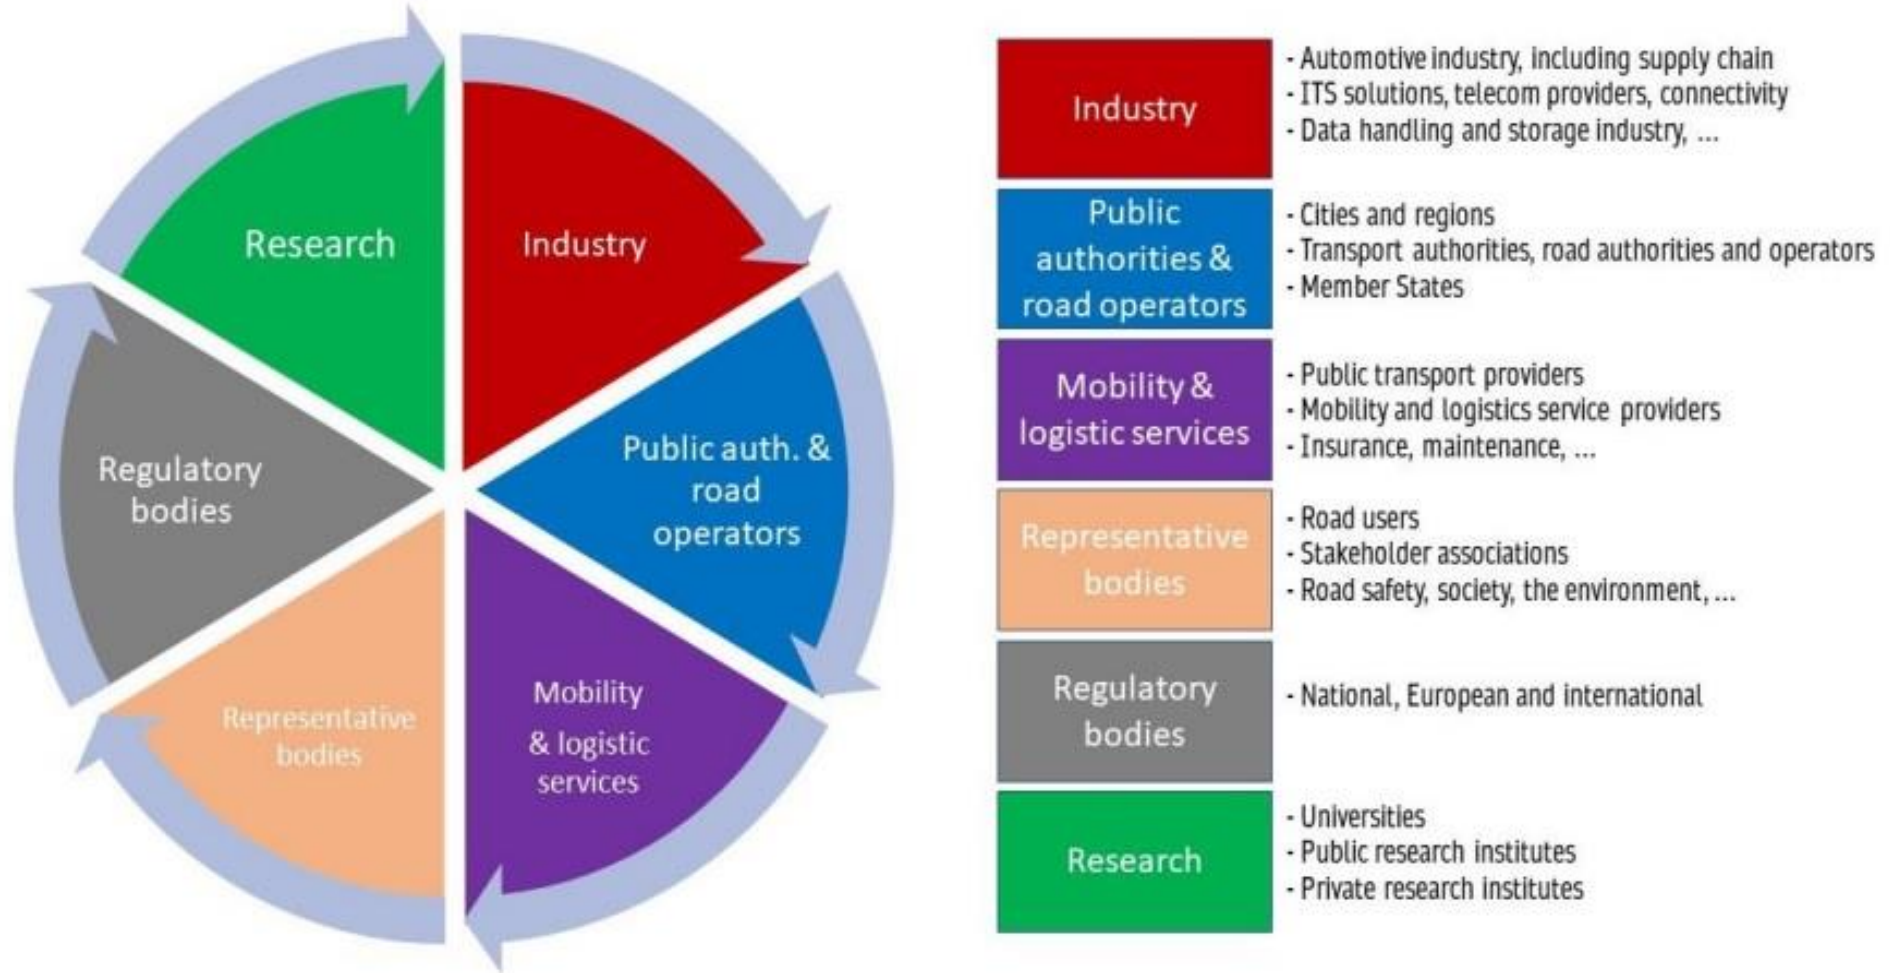 Research
Industry
Public auth. &
road
operators
Regulatory
bodies
Mobility
& logistic
services
Representative
bodies
Industry
- Automotive industry, including supply chain
- ITS solutions, telecom providers, connectivity
- Data handling and storage industry, ...
Public
authorities &
road operators
- Cities and regions
- Transport authorities, road authorities and operators
- Member States
Mobility &
logistic services
- Public transport providers
- Mobility and logistics service providers
- Insurance, maintenance, ...
Representative
bodies
- Road users
- Stakeholder associations
- Road safety, society, the environment, ...
Regulatory
bodies
- National, European and international
Research
- Universities
- Public research institutes
- Private research institutes